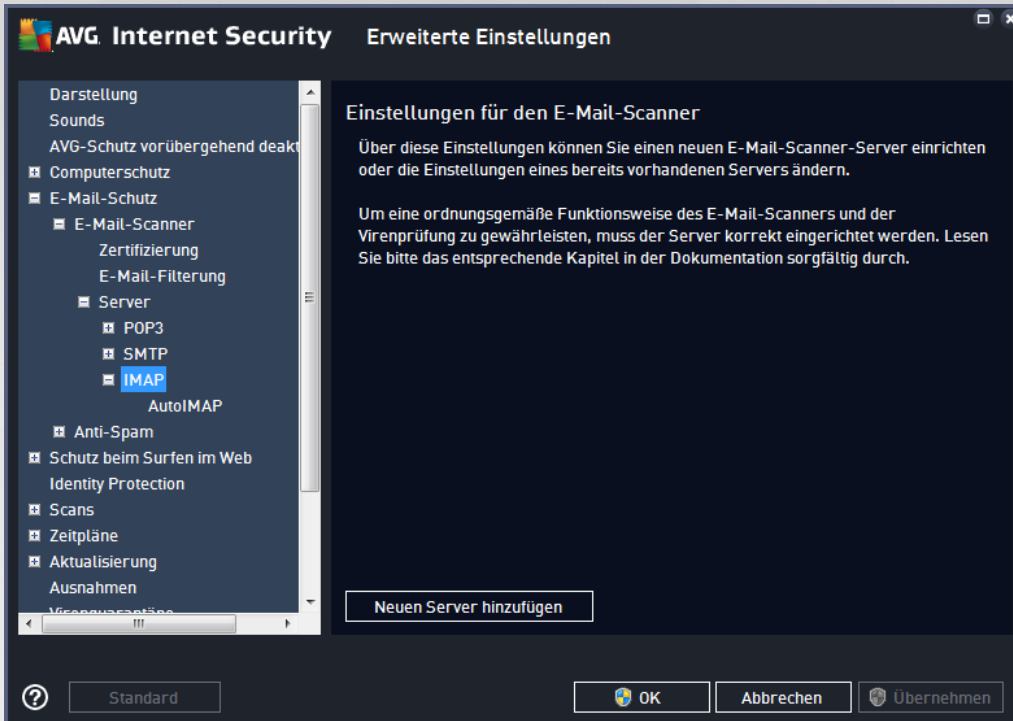 AVG Internet Security Erweiterte Einstellungen
Darstellung
Sounds
AVG-Schutz vorübergehend deakt
Computerschutz
E-Mail-Schutz
E-Mail-Scanner
Zertifizierung
E-Mail-Filterung
Server
POP3
SMTP
IMAP
AutoIMAP
Anti-Spam
Schutz beim Surfen im Web
Identity Protection
Scans
Zeitpläne
Aktualisierung
Ausnahmen
Virenquarantäne
Einstellungen für den E-Mail-Scanner
Über diese Einstellungen können Sie einen neuen E-Mail-Scanner-Server einrichten
oder die Einstellungen eines bereits vorhandenen Servers ändern.
Um eine ordnungsgemäße Funktionsweise des E-Mail-Scanners und der
Virenprüfung zu gewährleisten, muss der Server korrekt eingerichtet werden. Lesen
Sie bitte das entsprechende Kapitel in der Dokumentation sorgfältig durch.
Neuen Server hinzufügen
Standard
OK
Abbrechen
Übernehmen